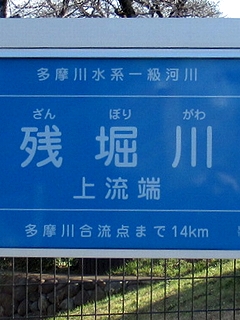 多摩川水系一級河川
ざん ぼり がわ
残堀川
上流端
多摩川合流点まで14km